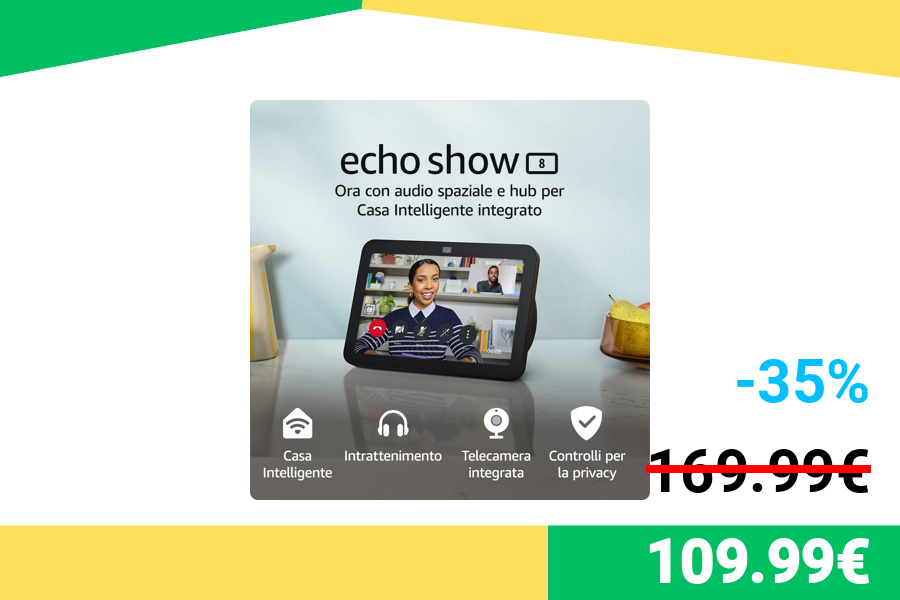 echo show 8
Ora con audio spaziale e hub per
Casa Intelligente integrato
Casa
Intelligente
Intrattenimento
Telecamera
integrata
Controlli per
la privacy
-35%
169.99€
109.99€